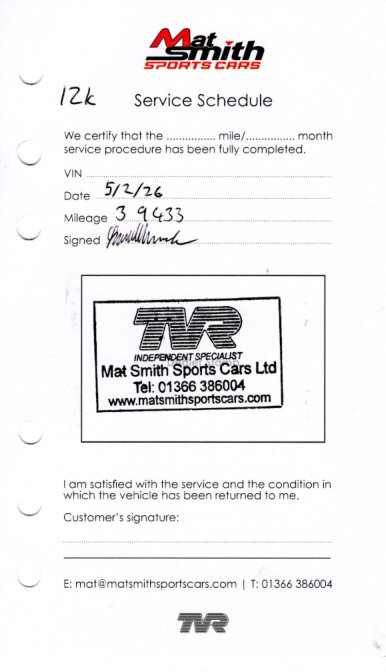 Mat
Smith
SPORTS CARS
12k Service Schedule
We certify that the ................ mile/................ month
service procedure has been fully completed.
VIN
Date 5/2/26
Mileage 39433
Signed
TVR
INDEPENDENT SPECIALIST
Mat Smith Sports Cars Ltd
Tel: 01366 386004
www.matsmithsportscars.com
I am satisfied with the service and the condition in
which the vehicle has been returned to me.
Customer's signature:
E: mat@matsmithsportscars.com | T: 01366 386004
TVR